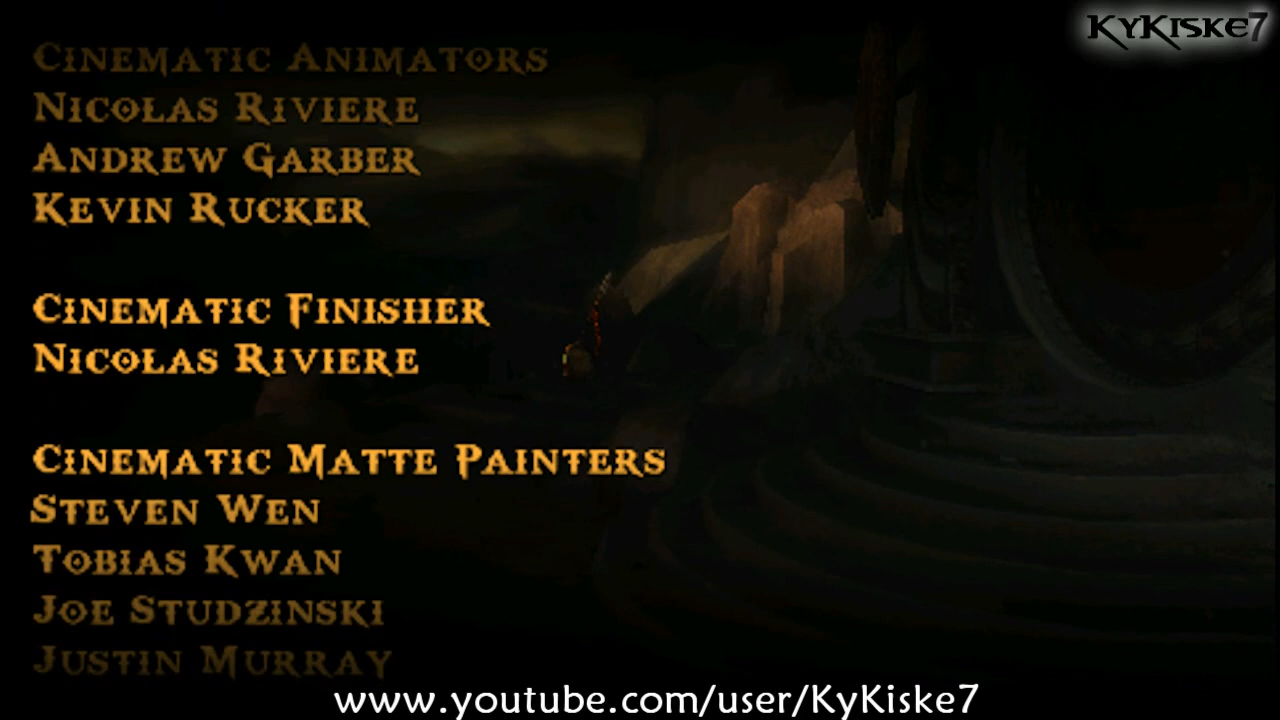 KyKiske7
Cinematic Animators
Nicolas Riviere
Andrew Garber
Kevin Rucker
Cinematic Finisher
Nicolas Riviere
Cinematic Matte Painters
Steven Wen
Tobias Kwan
Joe Studzinski
Justin Murray
www.youtube.com/user/KyKiske7